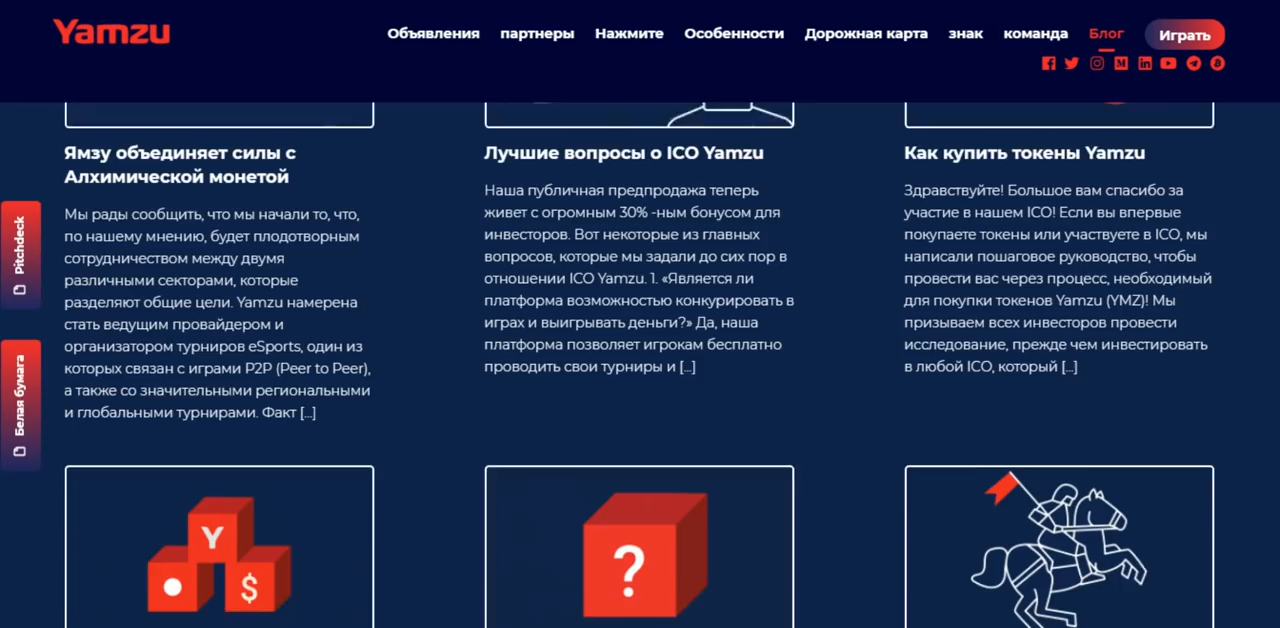 Yamzu
Объявления партнеры Нажмите Особенности Дорожная карта знак команда Блог Играть
Ямзу объединяет силы с
Алхимической монетой
Мы рады сообщить, что мы начали то, что,
по нашему мнению, будет плодотворным
сотрудничеством между двумя
различными секторами, которые
разделяют общие цели. Yamzu намерена
стать ведущим провайдером и
организатором турниров eSports, один из
которых связан с играми P2P (Peer to Peer),
а также со значительными региональными
и глобальными турнирами. Факт [...]
Лучшие вопросы о ICO Yamzu
Наша публичная предпродажа теперь
живет с огромным 30% -ным бонусом для
инвесторов. Вот некоторые из главных
вопросов, которые мы задали до сих пор в
отношении ICO Yamzu. 1. «Является ли
платформа возможностью конкурировать в
играх и выигрывать деньги?» Да, наша
платформа позволяет игрокам бесплатно
проводить свои турниры и [...]
Как купить токены Yamzu
Здравствуйте! Большое вам спасибо за
участие в нашем ICO! Если вы впервые
покупаете токены или участвуете в ICO, мы
написали пошаговое руководство, чтобы
провести вас через процесс, необходимый
для покупки токенов Yamzu (YMZ)! Мы
призываем всех инвесторов провести
исследование, прежде чем инвестировать
в любой ICO, который [...]
Pitchdeck
Белая бумага
Y
$
?